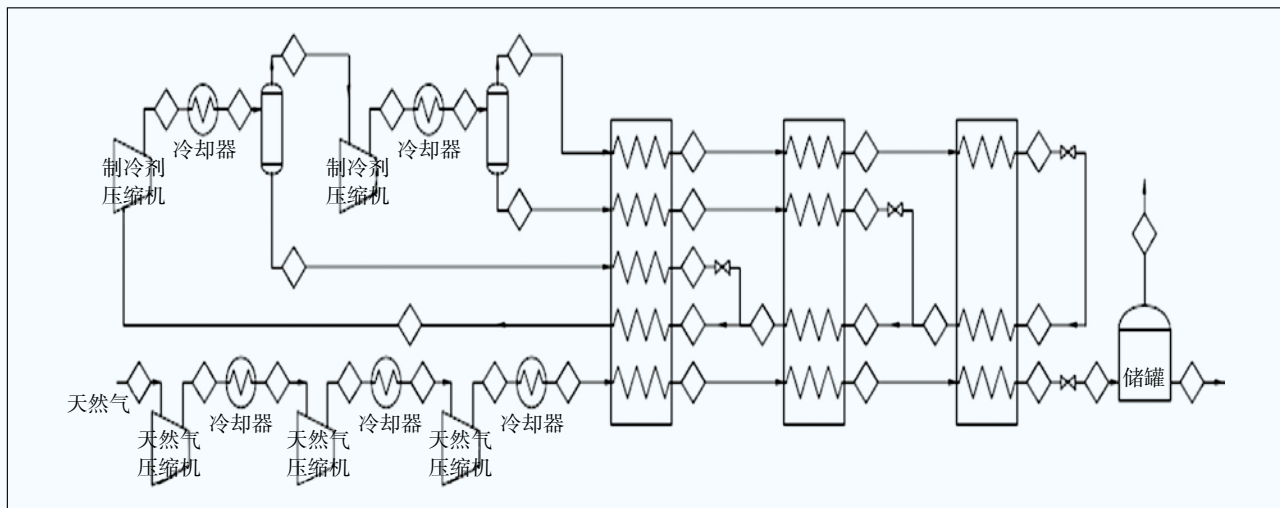 冷却器
冷却器
制冷剂
压缩机
制冷剂
压缩机
天然气
冷却器
冷却器
冷却器
储罐
天然气
压缩机
天然气
压缩机
天然气
压缩机